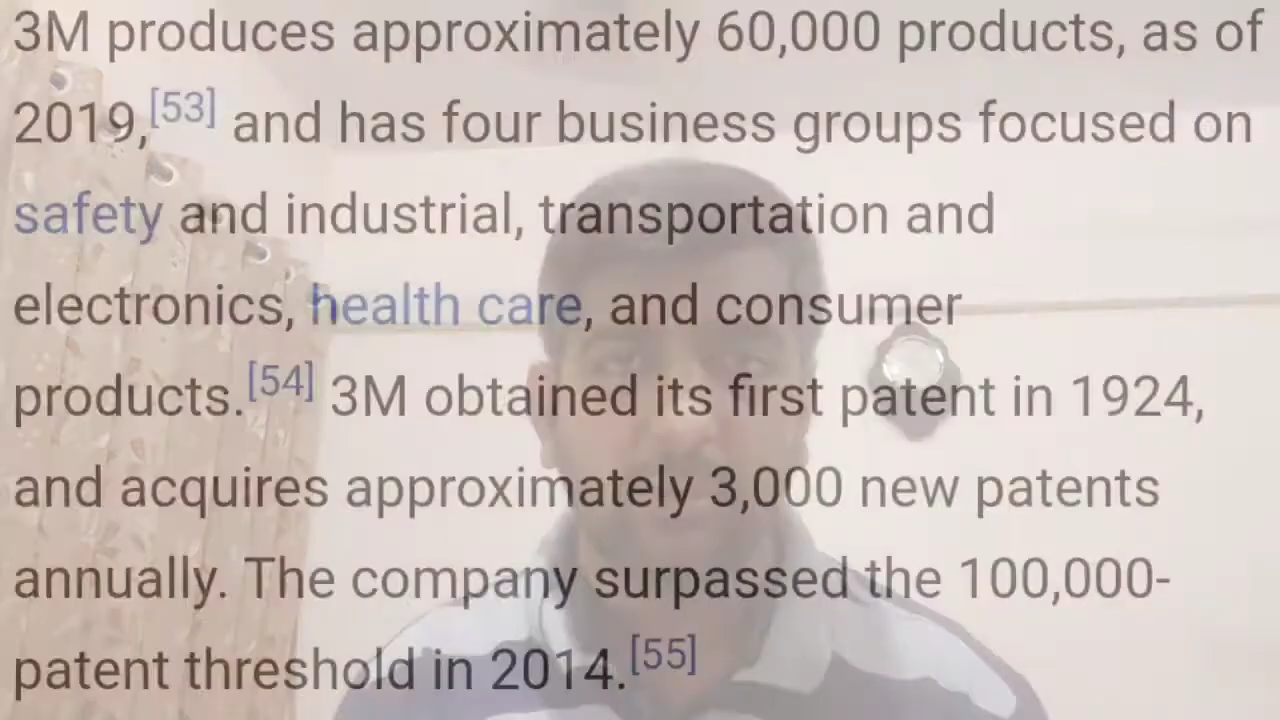 3M produces approximately 60,000 products, as of
2019,[53] and has four business groups focused on
safety and industrial, transportation and
electronics, health care, and consumer
products.[54] 3M obtained its first patent in 1924,
and acquires approximately 3,000 new patents
annually. The company surpassed the 100,000-
patent threshold in 2014.[55]